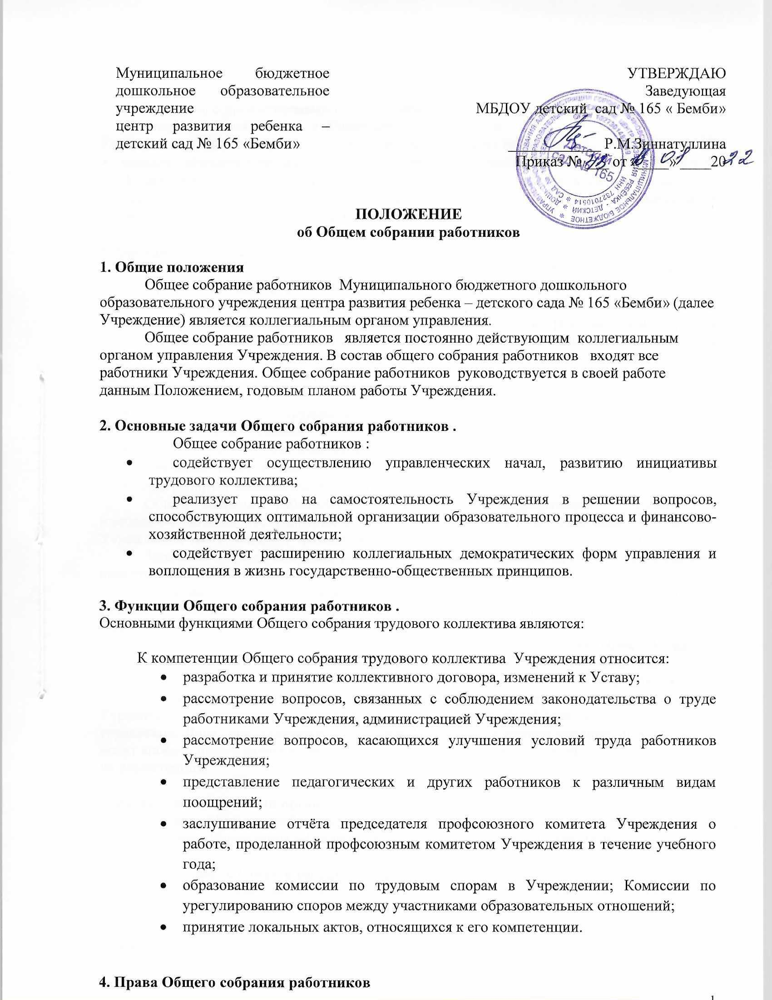 Муниципальное бюджетное
дошкольное образовательное
учреждение
центр развития ребенка –
детский сад № 165 «Бемби»
УТВЕРЖДАЮ
Заведующая
МБДОУ детский сад № 165 « Бемби»
____________ Р.М.Зиннатуллина
Приказ № от « » 2022
Детский
сад № 165
ПОЛОЖЕНИЕ
об Общем собрании работников
1. Общие положения
Общее собрание работников Муниципального бюджетного дошкольного
образовательного учреждения центра развития ребенка – детского сада № 165 «Бемби» (далее
Учреждение) является коллегиальным органом управления.
Общее собрание работников является постоянно действующим коллегиальным
органом управления Учреждения. В состав общего собрания работников входят все
работники Учреждения. Общее собрание работников руководствуется в своей работе
данным Положением, годовым планом работы Учреждения.
2. Основные задачи Общего собрания работников .
Общее собрание работников :
• содействует осуществлению управленческих начал, развитию инициативы
трудового коллектива;
• реализует право на самостоятельность Учреждения в решении вопросов,
способствующих оптимальной организации образовательного процесса и финансово-
хозяйственной деятельности;
• содействует расширению коллегиальных демократических форм управления и
воплощения в жизнь государственно-общественных принципов.
3. Функции Общего собрания работников .
Основными функциями Общего собрания трудового коллектива являются:
К компетенции Общего собрания трудового коллектива Учреждения относится:
• разработка и принятие коллективного договора, изменений к Уставу;
• рассмотрение вопросов, связанных с соблюдением законодательства о труде
работниками Учреждения, администрацией Учреждения;
• рассмотрение вопросов, касающихся улучшения условий труда работников
Учреждения;
• представление педагогических и других работников к различным видам
поощрений;
• заслушивание отчёта председателя профсоюзного комитета Учреждения о
работе, проделанной профсоюзным комитетом Учреждения в течение учебного
года;
• образование комиссии по трудовым спорам в Учреждении; Комиссии по
урегулированию споров между участниками образовательных отношений;
• принятие локальных актов, относящихся к его компетенции.
4. Права Общего собрания работников
1